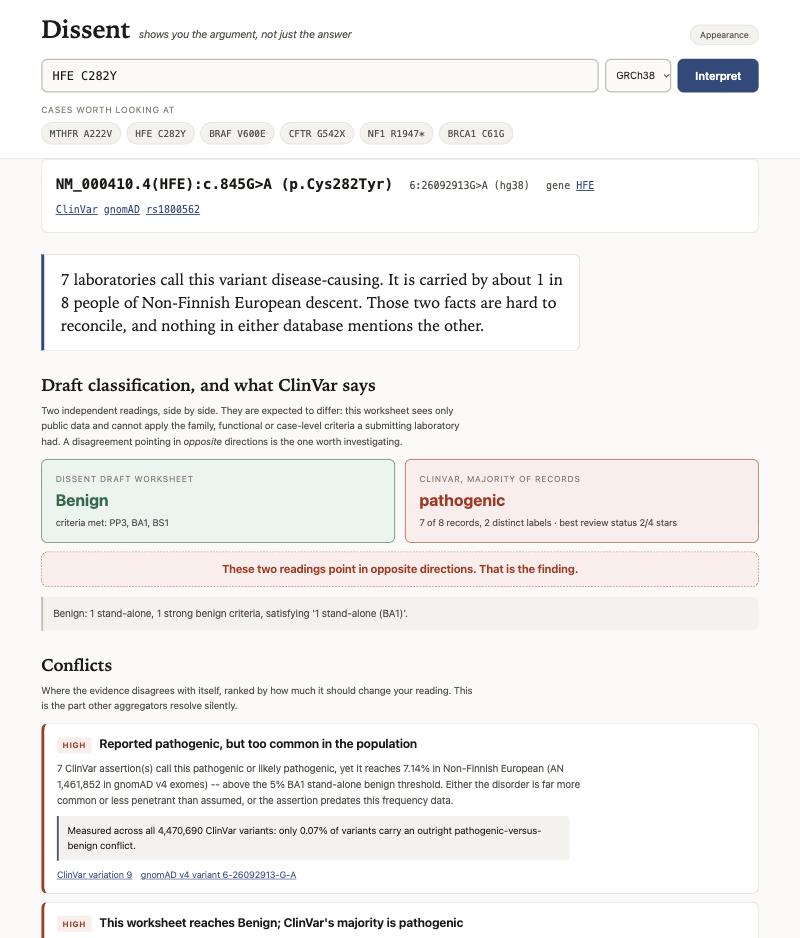 Dissent shows you the argument, not just the answer
Appearance
HFE C282Y
GRCh38
Interpret
CASES WORTH LOOKING AT
MTHFR A222V HFE C282Y BRAF V600E CFTR G542X NF1 R1947* BRCA1 C61G
NM_000410.4(HFE):c.845G>A (p.Cys282Tyr) 6:26092913G>A (hg38) gene HFE
ClinVar gnomAD rs1800562
7 laboratories call this variant disease-causing. It is carried by about 1 in
8 people of Non-Finnish European descent. Those two facts are hard to
reconcile, and nothing in either database mentions the other.
Draft classification, and what ClinVar says
Two independent readings, side by side. They are expected to differ: this worksheet sees only
public data and cannot apply the family, functional or case-level criteria a submitting laboratory
had. A disagreement pointing in opposite directions is the one worth investigating.
DISSENT DRAFT WORKSHEET
Benign
criteria met: PP3, BA1, BS1
CLINVAR, MAJORITY OF RECORDS
pathogenic
7 of 8 records, 2 distinct labels · best review status 2/4 stars
These two readings point in opposite directions. That is the finding.
Benign: 1 stand-alone, 1 strong benign criteria, satisfying '1 stand-alone (BA1)'.
Conflicts
Where the evidence disagrees with itself, ranked by how much it should change your reading. This
is the part other aggregators resolve silently.
HIGH Reported pathogenic, but too common in the population
7 ClinVar assertion(s) call this pathogenic or likely pathogenic, yet it reaches 7.14% in Non-Finnish European (AN
1,461,852 in gnomAD v4 exomes) -- above the 5% BA1 stand-alone benign threshold. Either the disorder is far more
common or less penetrant than assumed, or the assertion predates this frequency data.
Measured across all 4,470,690 ClinVar variants: only 0.07% of variants carry an outright pathogenic-versus-
benign conflict.
ClinVar variation 9 gnomAD v4 variant 6-26092913-G-A
HIGH This worksheet reaches Benign; ClinVar's majority is pathogenic